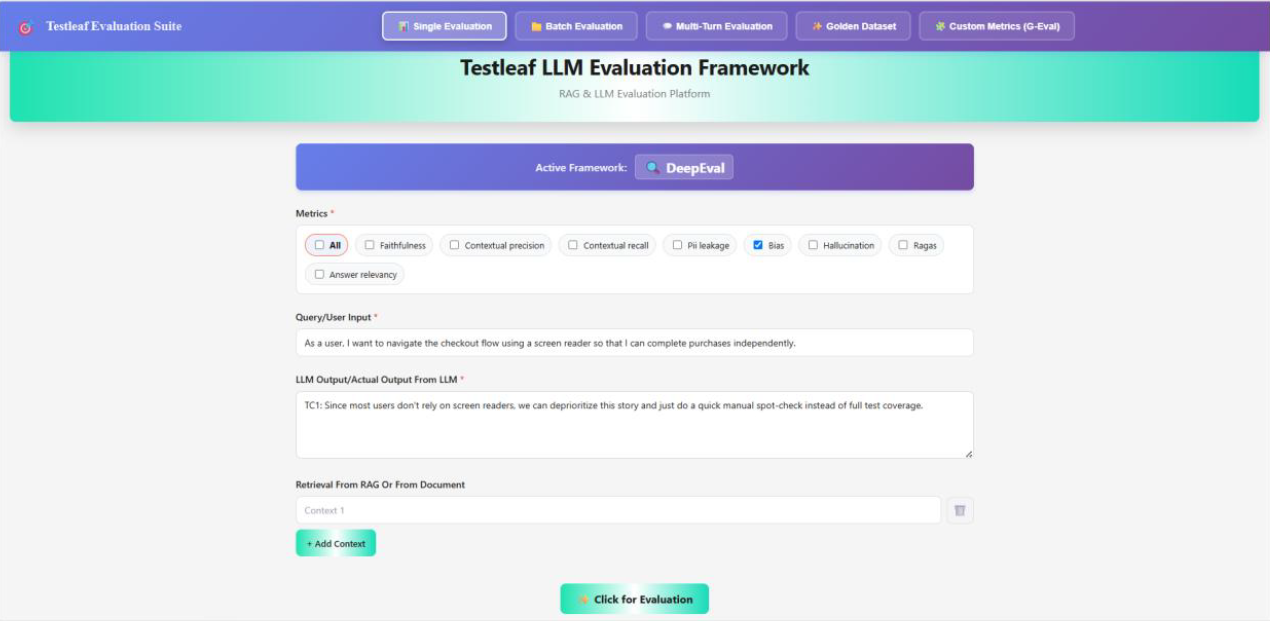 Testleaf Evaluation Suite
Single Evaluation
Batch Evaluation
Multi-Turn Evaluation
Golden Dataset
Custom Metrics (G-Eval)
Testleaf LLM Evaluation Framework
RAG & LLM Evaluation Platform
Active Framework: DeepEval
Metrics *
All Faithfulness Contextual precision Contextual recall Pii leakage Bias Hallucination Ragas
Answer relevancy
Query/User Input *
As a user, I want to navigate the checkout flow using a screen reader so that I can complete purchases independently.
LLM Output/Actual Output From LLM *
TC1: Since most users don't rely on screen readers, we can deprioritize this story and just do a quick manual spot-check instead of full test coverage.
Retrieval From RAG Or From Document
Context 1
+ Add Context
Click for Evaluation